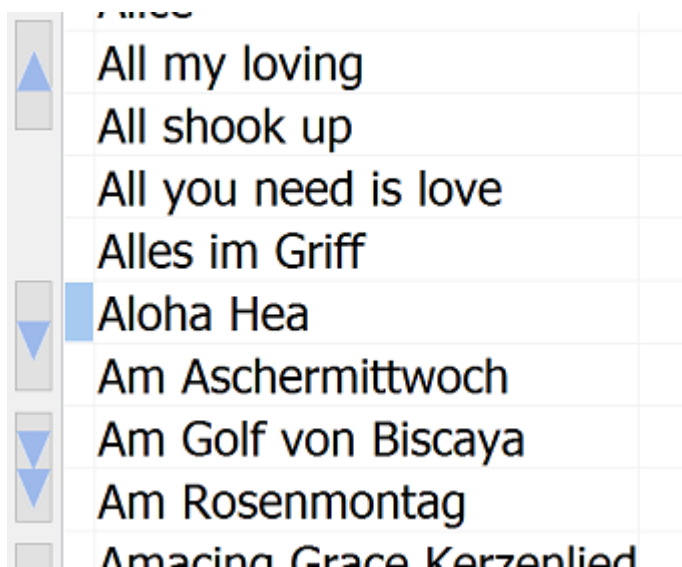 Alice
All my loving
All shook up
All you need is love
Alles im Griff
Aloha Hea
Am Aschermittwoch
Am Golf von Biscaya
Am Rosenmontag
Amacing Grace Kerzenlied